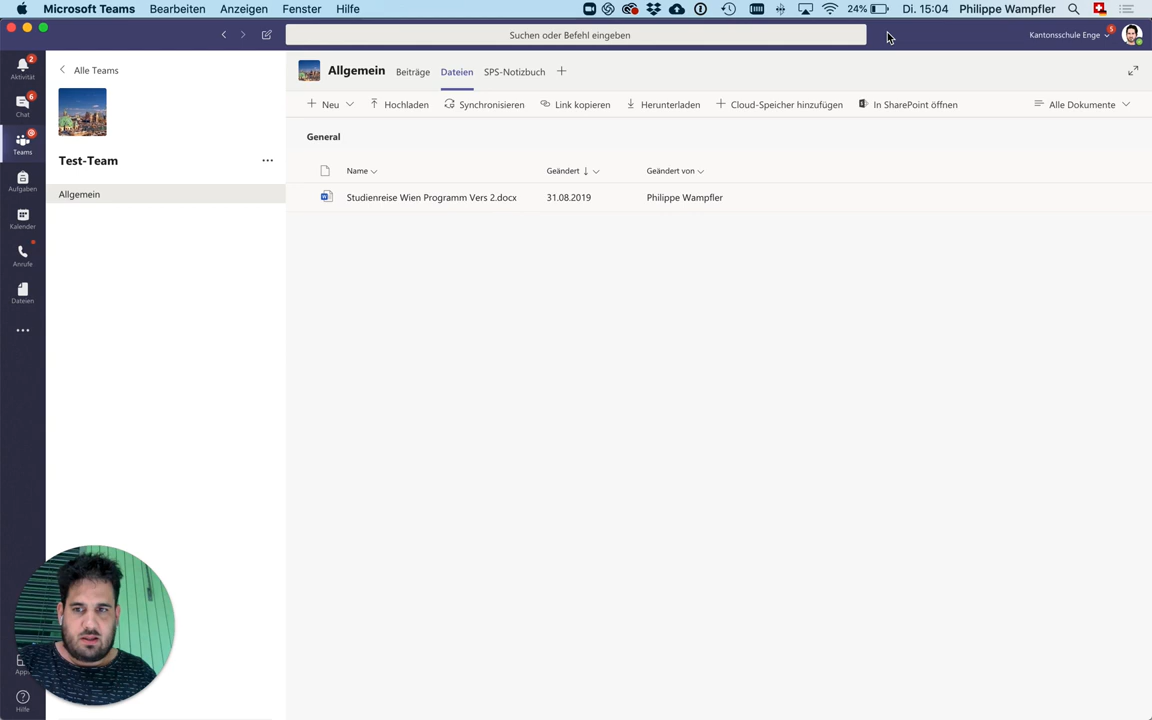 Microsoft Teams Bearbeiten Anzeigen Fenster Hilfe 24% Di. 15:04 Philippe Wampfler
Suchen oder Befehl eingeben
Kantonsschule Enge 5
2
Aktivität
6
Chat
Teams
Aufgaben
Kalender
Anrufe
Dateien
Hilfe
Alle Teams
Test-Team
Allgemein
Allgemein Beiträge Dateien SPS-Notizbuch
Neu Hochladen Synchronisieren Link kopieren Herunterladen Cloud-Speicher hinzufügen In SharePoint öffnen Alle Dokumente
General
Name Geändert Geändert von
Studienreise Wien Programm Vers 2.docx 31.08.2019 Philippe Wampfler